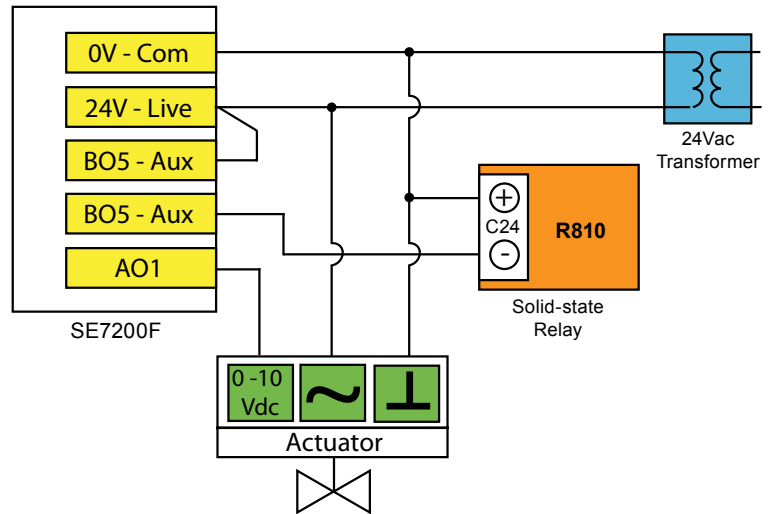 0V - Com
24V - Live
BO5 - Aux
BO5 - Aux
AO1
SE7200F
24Vac
Transformer
+
C24
-
R810
Solid-state
Relay
0 -10
Vdc
~
Actuator